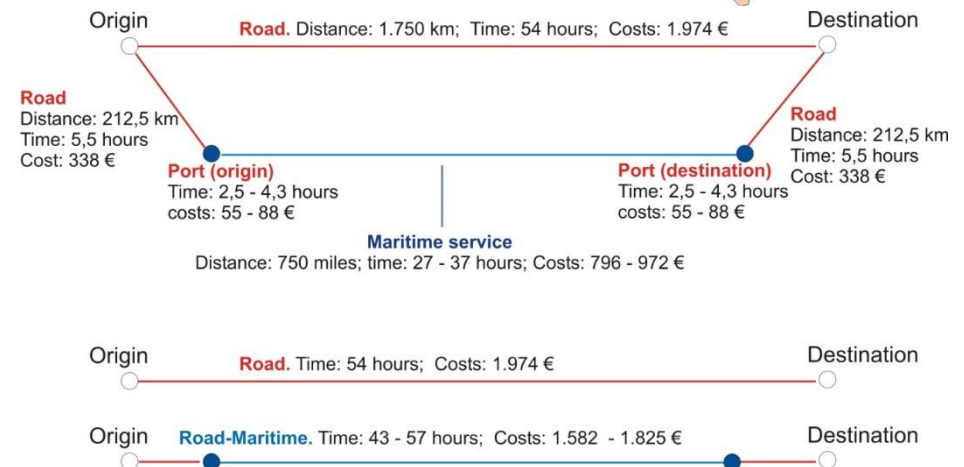 Origin
Destination
Road. Distance: 1.750 km; Time: 54 hours; Costs: 1.974 €
Road
Distance: 212,5 km
Time: 5,5 hours
Cost: 338 €
Road
Distance: 212,5 km
Time: 5,5 hours
Cost: 338 €
Port (origin)
Time: 2,5 - 4,3 hours
costs: 55 - 88 €
Port (destination)
Time: 2,5 - 4,3 hours
costs: 55 - 88 €
Maritime service
Distance: 750 miles; time: 27 - 37 hours; Costs: 796 - 972 €
Origin
Destination
Road. Time: 54 hours; Costs: 1.974 €
Origin
Destination
Road-Maritime. Time: 43 - 57 hours; Costs: 1.582 - 1.825 €